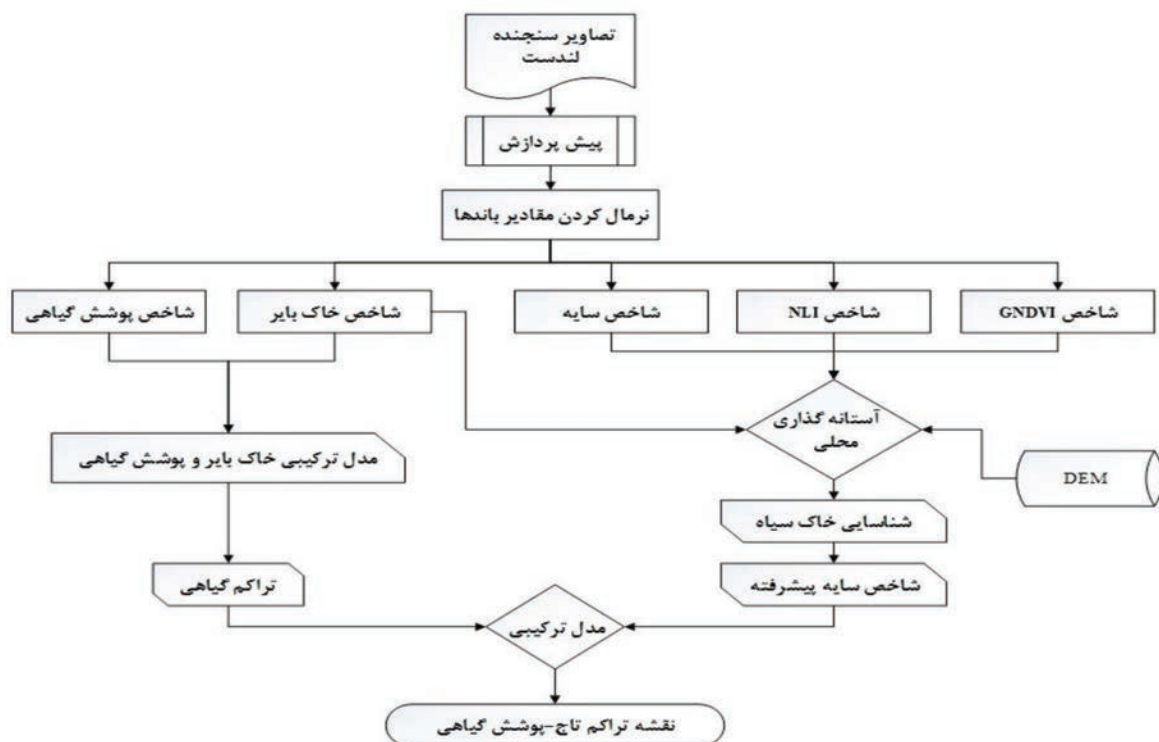 تصاویر سنجنده
لندست
پیش پردازش
نرمال کردن مقادیر باندها
شاخص پوشش گیاهی
شاخص خاک بایر
شاخص سایه
شاخص NLI
شاخص GNDVI
آستانه گذاری
محلی
مدل ترکیبی خاک بایر و پوشش گیاهی
DEM
شناسایی خاک سیاه
تراکم گیاهی
شاخص سایه پیشرفته
مدل ترکیبی
نقشه تراکم تاج-پوشش گیاهی